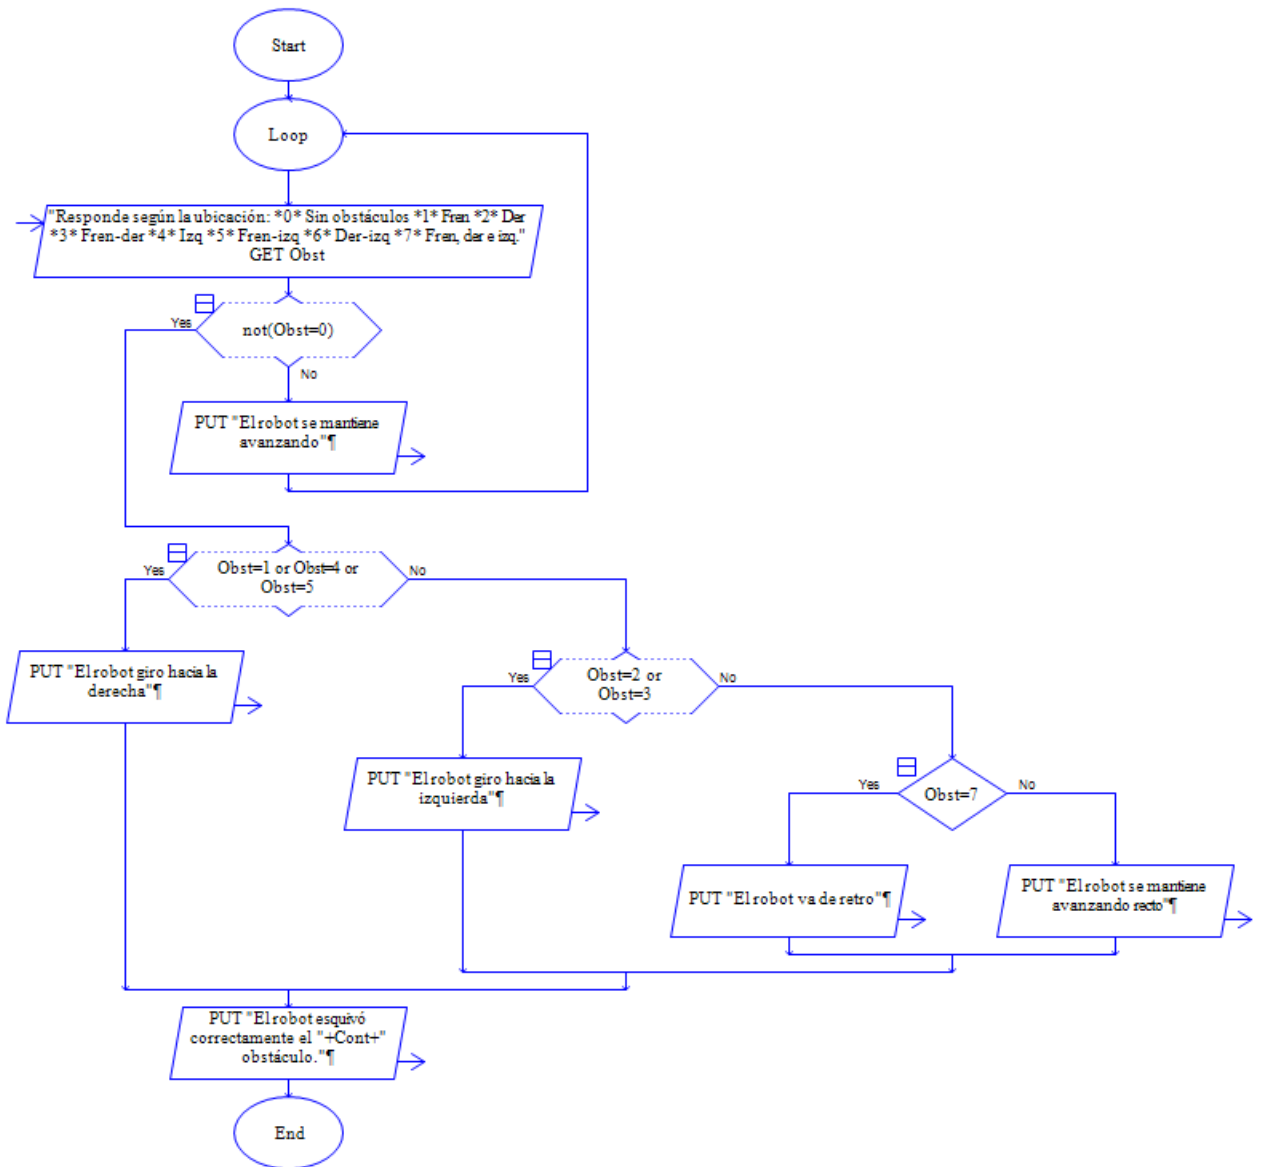 Start
Loop
"Responde según la ubicación: *0* Sin obstáculos *1* Fren *2* Der
*3* Fren-der *4* Izq *5* Fren-izq *6* Der-izq *7* Fren, der e izq."
GET Obst
Yes
not(Obst=0)
No
PUT "El robot se mantiene
avanzando"¶
Yes
Obst=1 or Obst=4 or
Obst=5
No
PUT "El robot giro hacia la
derecha"¶
Yes
Obst=2 or
Obst=3
No
PUT "El robot giro hacia la
izquierda"¶
Yes
Obst=7
No
PUT "El robot va de retro"¶
PUT "El robot se mantiene
avanzando recto"¶
PUT "El robot esquivó
correctamente el "+Cont+"
obstáculo."¶
End